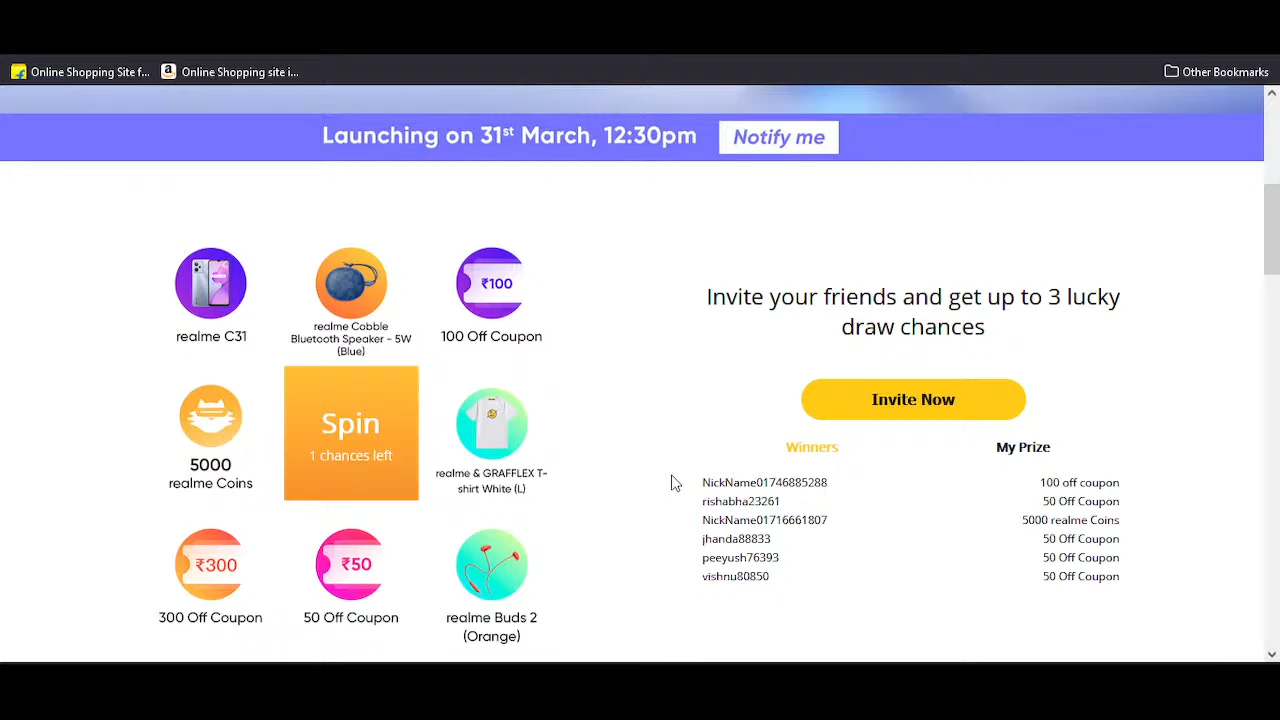 Online Shopping Site f...
Online Shopping site i...
Other Bookmarks
Launching on 31st March, 12:30pm
Notify me
realme C31
realme Cobble
Bluetooth Speaker - 5W
(Blue)
₹100
100 Off Coupon
5000
realme Coins
Spin
1 chances left
realme & GRAFFLEX T-
shirt White (L)
₹300
300 Off Coupon
₹50
50 Off Coupon
realme Buds 2
(Orange)
Invite your friends and get up to 3 lucky
draw chances
Invite Now
Winners
My Prize
NickName01746885288 100 off coupon
rishabha23261 50 Off Coupon
NickName01716661807 5000 realme Coins
jhanda88833 50 Off Coupon
peeyush76393 50 Off Coupon
vishnu80850 50 Off Coupon